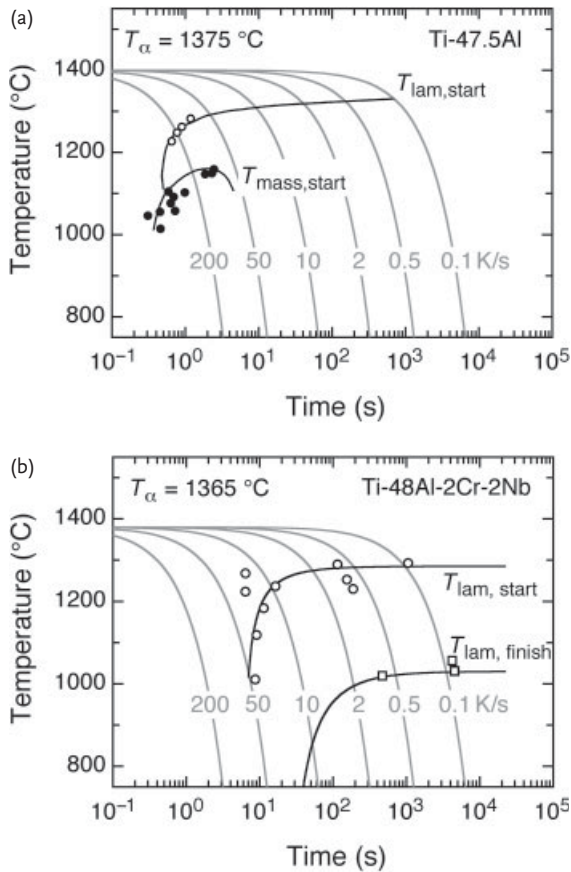 (a)
Tα = 1375 °C Ti-47.5Al
1400
Tlam,start
1200
Tmass,start
1000
200 50 10 2 0.5 0.1 K/s
800
Temperature (°C)
10−1 100 101 102 103 104 105
Time (s)
(b)
Tα = 1365 °C Ti-48Al-2Cr-2Nb
1400
1200
Tlam, start
Tlam, finish
1000
200 50 10 2 0.5 0.1 K/s
800
Temperature (°C)
10−1 100 101 102 103 104 105
Time (s)